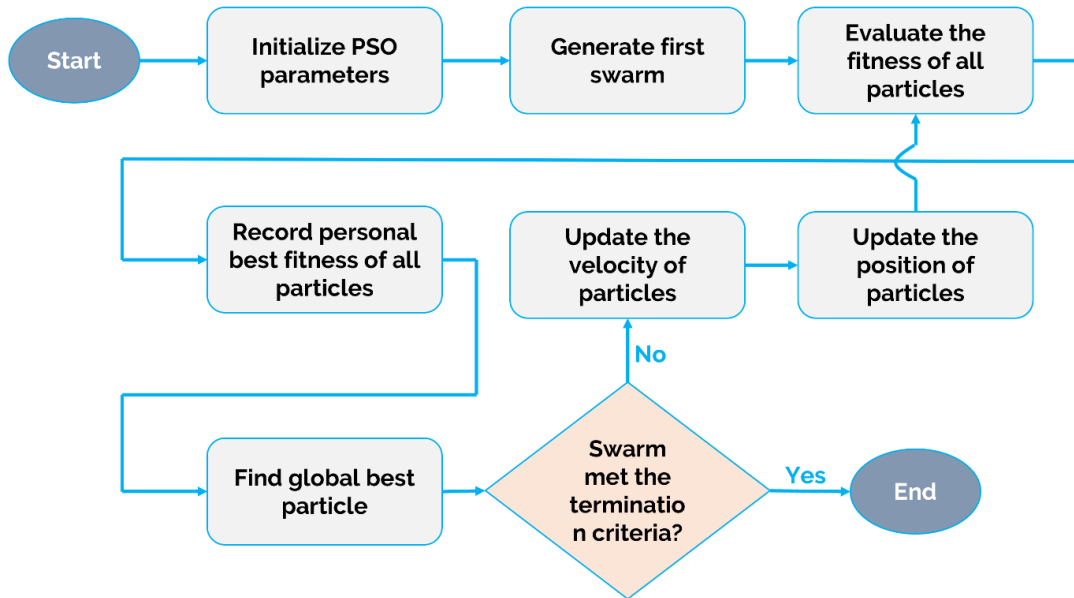 Start
Initialize PSO
parameters
Generate first
swarm
Evaluate the
fitness of all
particles
Record personal
best fitness of all
particles
Update the
velocity of
particles
Update the
position of
particles
No
Find global best
particle
Swarm
met the
terminatio
n criteria?
Yes
End